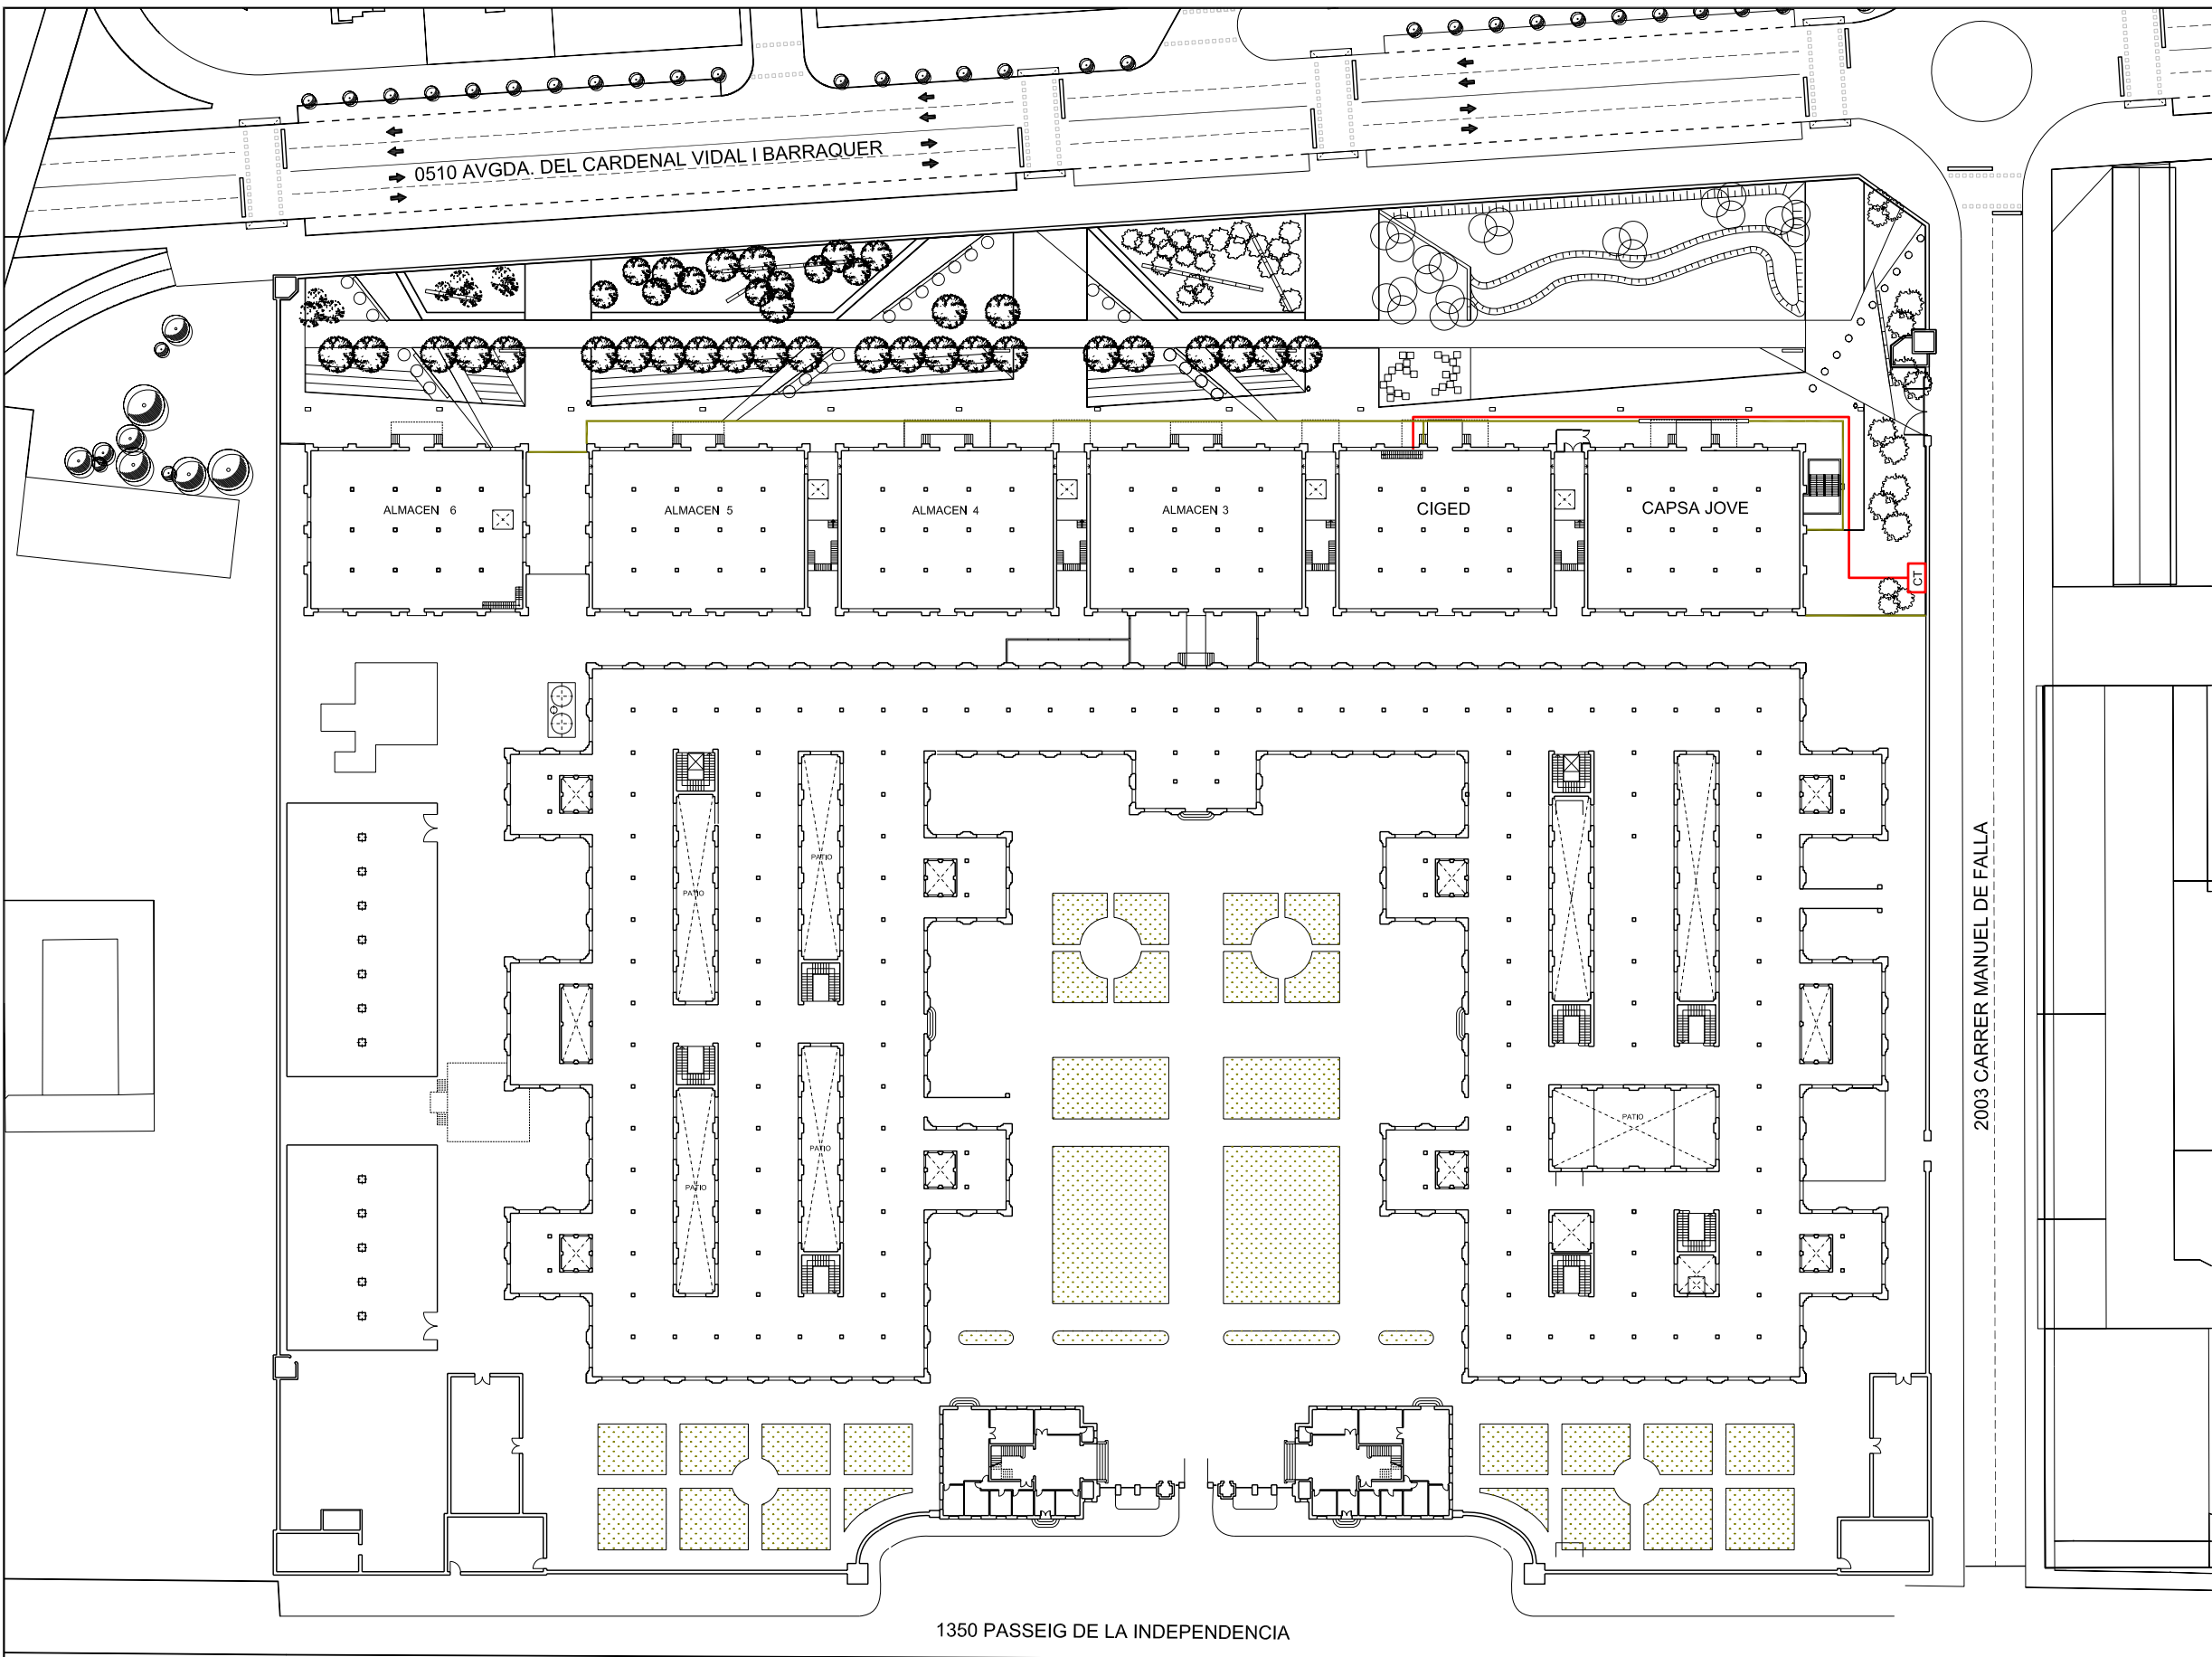 0510 AVGDA. DEL CARDENAL VIDAL I BARRAQUER
ALMACEN 6
ALMACEN 5
ALMACEN 4
ALMACEN 3
CIGED
CAPSA JOVE
CT
PATIO
PATIO
PATIO
PATIO
PATIO
2003 CARRER MANUEL DE FALLA
1350 PASSEIG DE LA INDEPENDENCIA